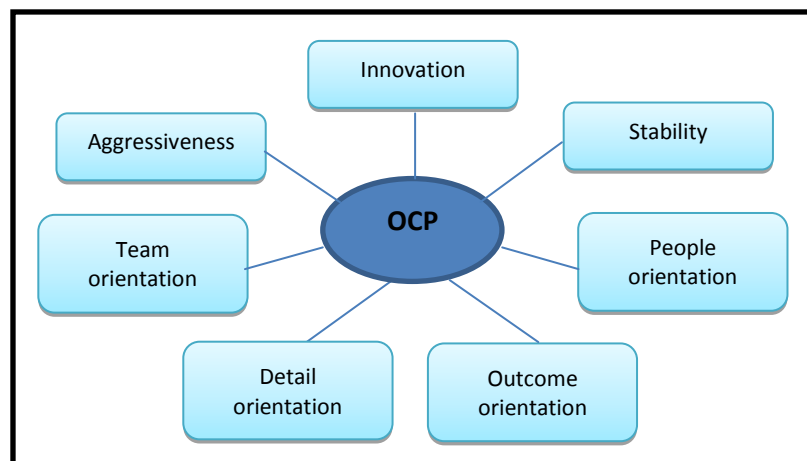 Innovation
Aggressiveness
Stability
OCP
Team
orientation
People
orientation
Detail
orientation
Outcome
orientation